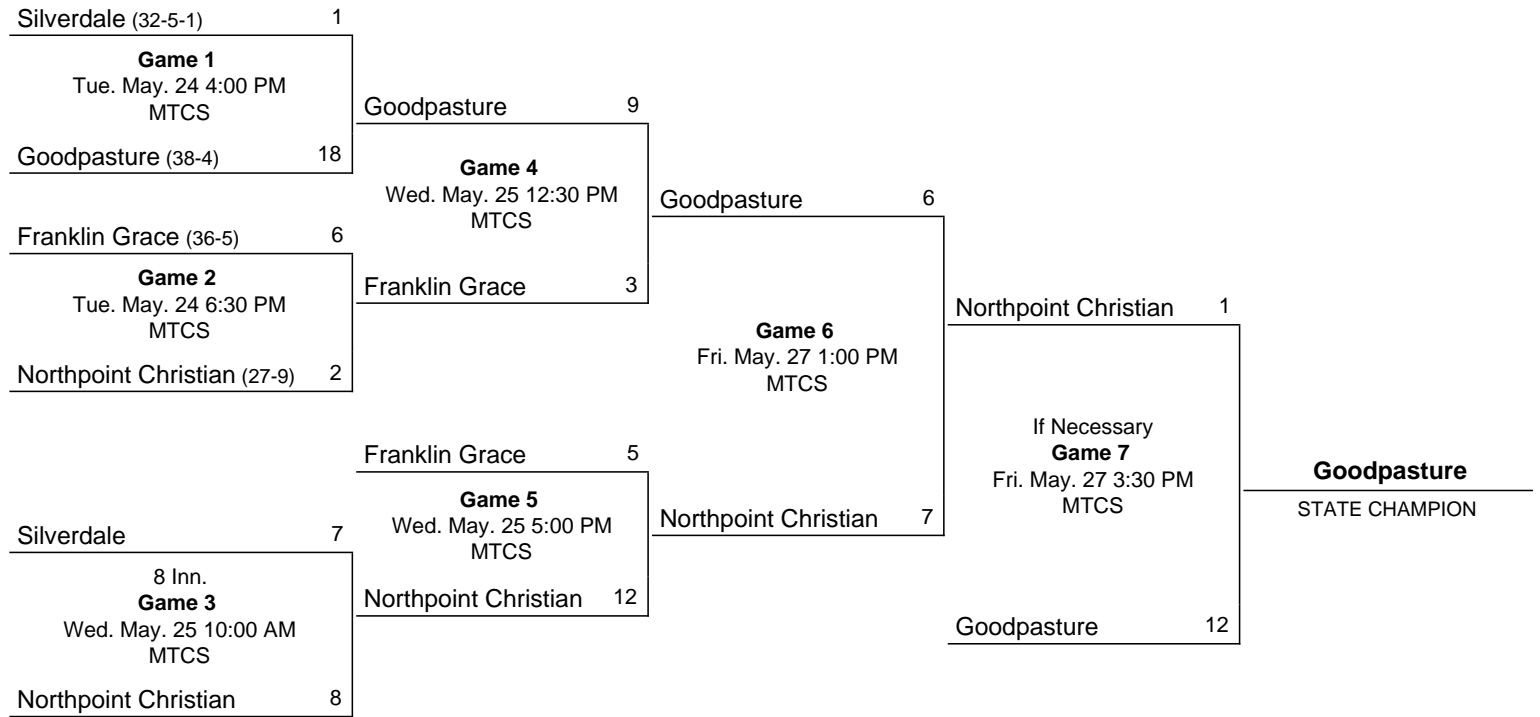 Silverdale (32-5-1) 1
Game 1
Tue. May. 24 4:00 PM
MTCS
Goodpasture (38-4) 18
Franklin Grace (36-5) 6
Game 2
Tue. May. 24 6:30 PM
MTCS
Northpoint Christian (27-9) 2
Silverdale 7
8 Inn.
Game 3
Wed. May. 25 10:00 AM
MTCS
Northpoint Christian 8
Goodpasture 9
Game 4
Wed. May. 25 12:30 PM
MTCS
Franklin Grace 3
Franklin Grace 5
Game 5
Wed. May. 25 5:00 PM
MTCS
Northpoint Christian 12
Goodpasture 6
Game 6
Fri. May. 27 1:00 PM
MTCS
Northpoint Christian 7
Northpoint Christian 1
If Necessary
Game 7
Fri. May. 27 3:30 PM
MTCS
Goodpasture 12
Goodpasture
STATE CHAMPION